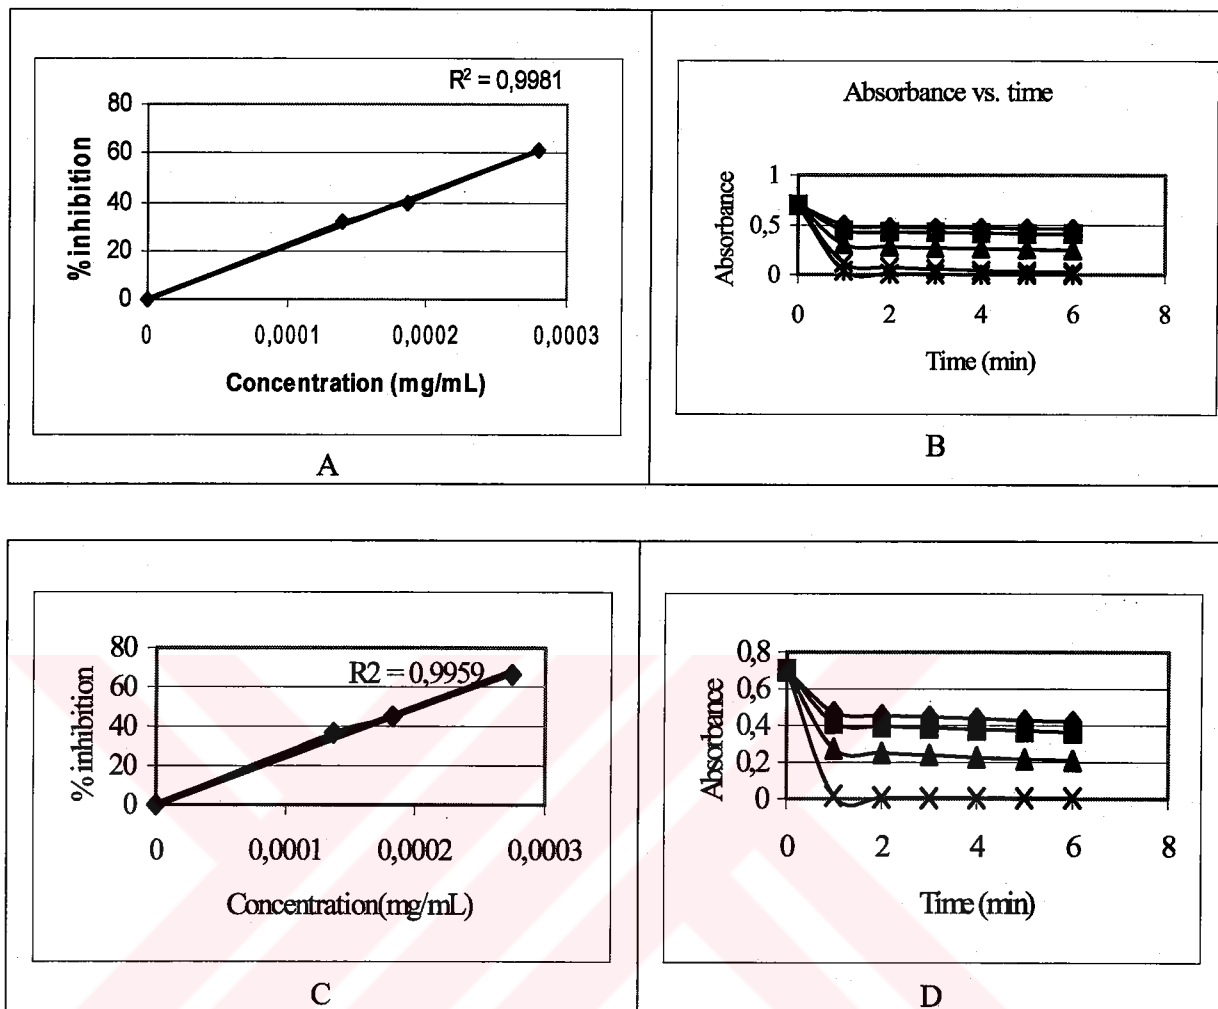 R² = 0,9981
80
60
40
20
0
%inhibition
0 0,0001 0,0002 0,0003
Concentration (mg/mL)
A
Absorbance vs. time
1
0,5
0
Absorbance
0 2 4 6 8
Time (min)
B
80
60
40
20
0
R2 = 0,9959
% inhibition
0 0,0001 0,0002 0,0003
Concentration(mg/mL)
C
0,8
0,6
0,4
0,2
0
Absorbance
0 2 4 6 8
Time (min)
D